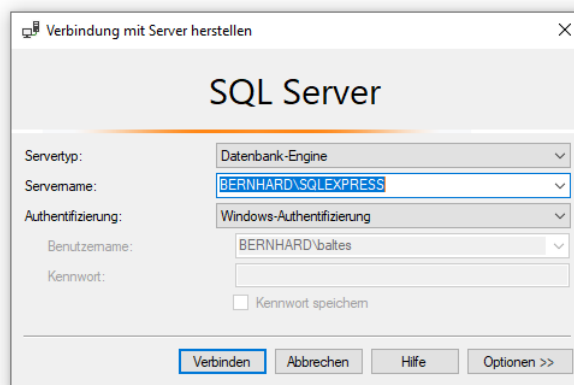 Verbindung mit Server herstellen
SQL Server
Servertyp: Datenbank-Engine
Servername: BERNHARD\SQLEXPRESS
Authentifizierung: Windows-Authentifizierung
Benutzername: BERNHARD\baltes
Kennwort:
Kennwort speichern
Verbinden Abbrechen Hilfe Optionen >>